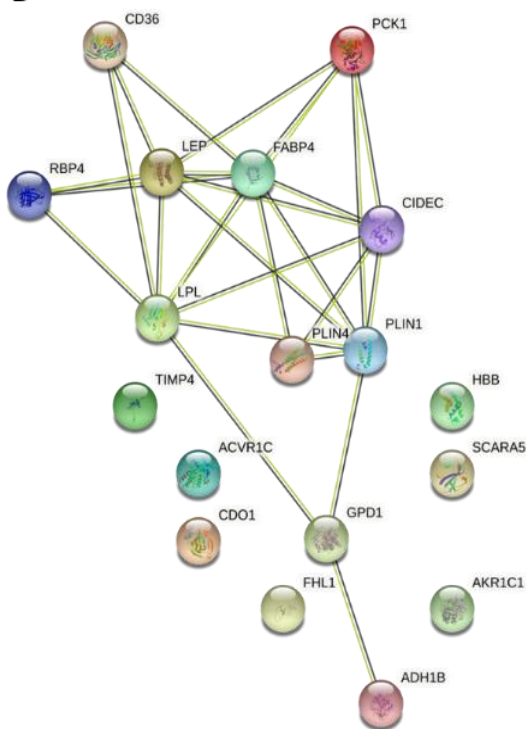 CD36
PCK1
LEP
FABP4
RBP4
CIDEC
LPL
PLIN4
PLIN1
TIMP4
HBB
ACVR1C
SCARA5
CDO1
GPD1
FHL1
AKR1C1
ADH1B